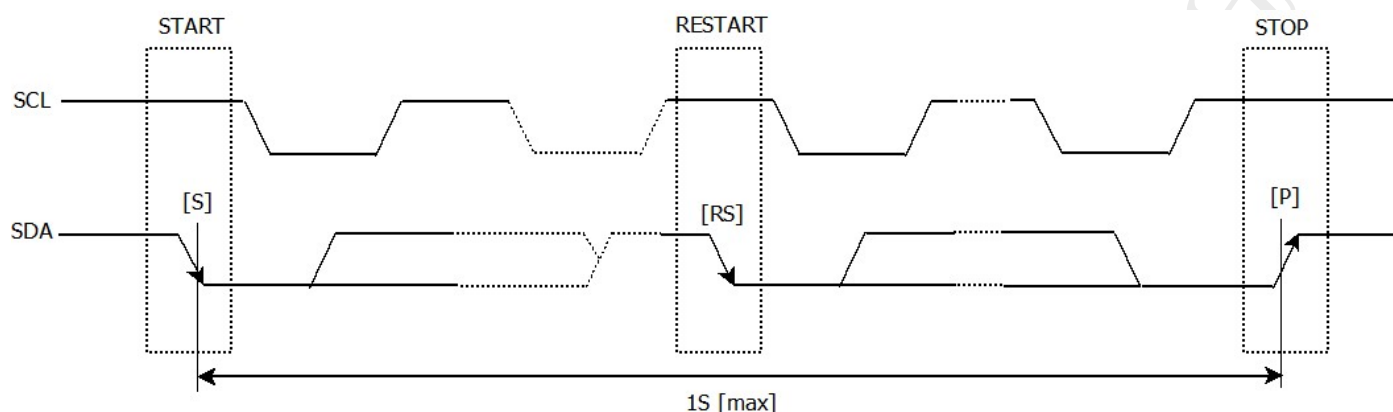 START RESTART STOP
SCL
[S] [RS] [P]
SDA
1S [max]